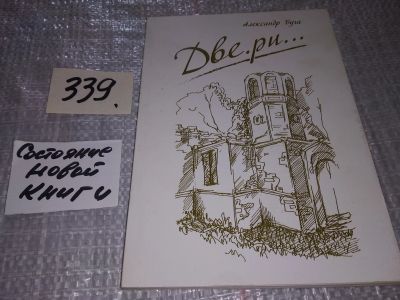 Александр Буш
Две.ри...
339.
Состояние
новой
книги